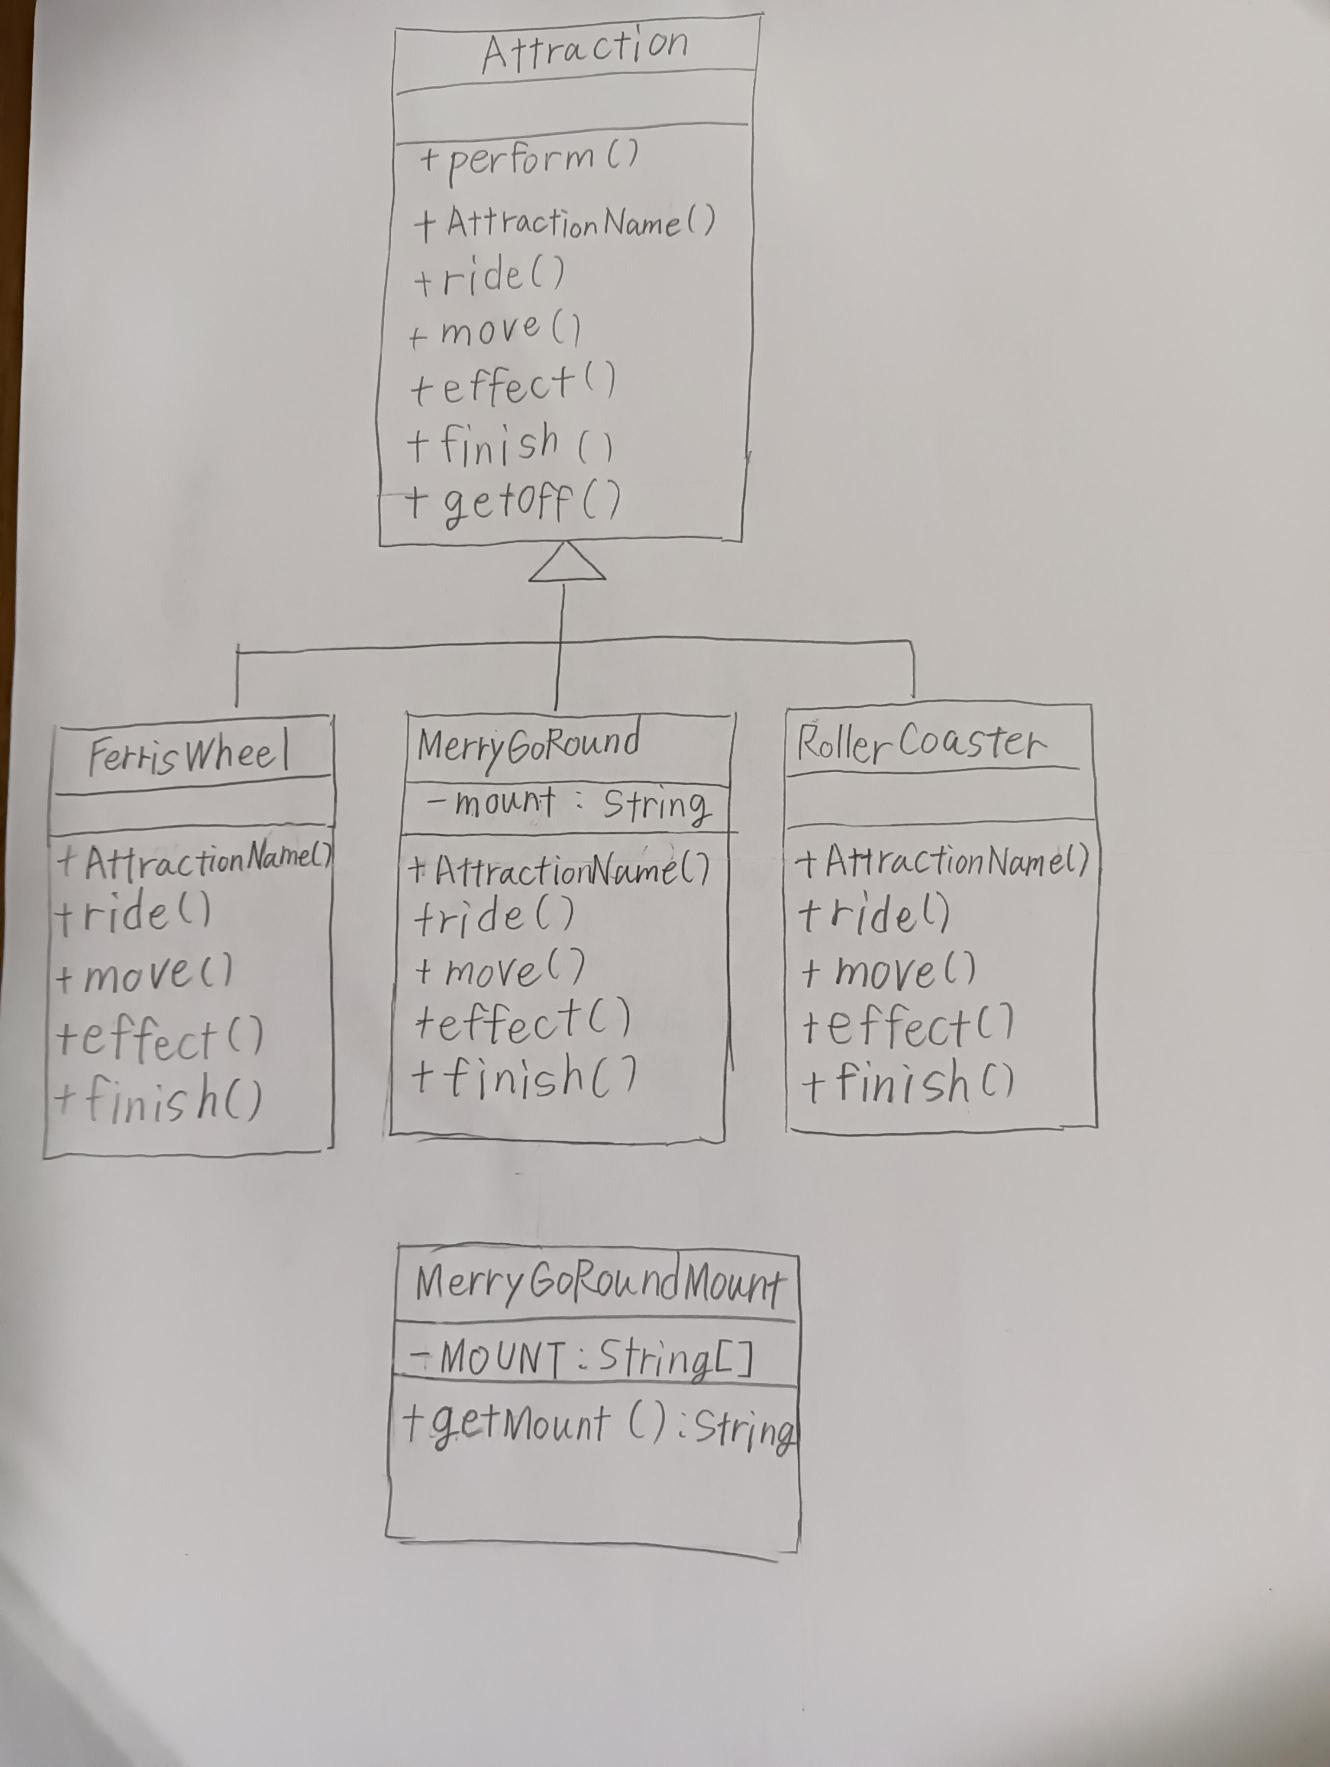 Attraction
+perform()
+AttractionName()
+ride()
+move()
+effect()
+finish()
+getOff()
FerrisWheel
+AttractionName()
+ride()
+move()
+effect()
+finish()
MerryGoRound
-mount : String
+AttractionName()
+ride()
+move()
+effect()
+finish()
RollerCoaster
+AttractionName()
+ride()
+move()
+effect()
+finish()
MerryGoRoundMount
-MOUNT : String[]
+getMount() : String